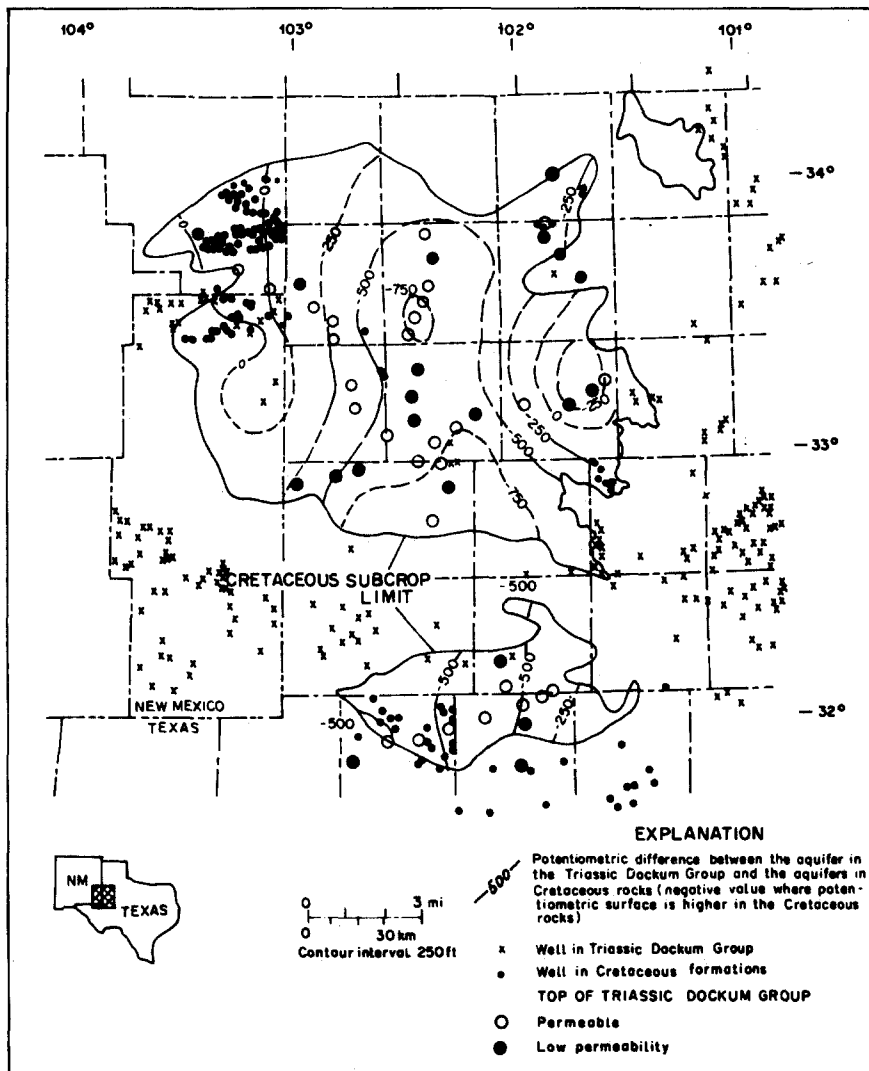 104° 103° 102° 101°
34°
250
-250
0
500
-750
0
-250
0
-250
-500
33°
750
CRETACEOUS SUBCROP
LIMIT
-500
-500
-500
-250
NEW MEXICO
TEXAS
-500
32°
EXPLANATION
-500-
Potentiometric difference between the aquifer in
the Triassic Dockum Group and the aquifers in
Cretaceous rocks (negative value where poten-
tiometric surface is higher in the Cretaceous
rocks)
x Well in Triassic Dockum Group
• Well in Cretaceous formations
TOP OF TRIASSIC DOCKUM GROUP
Permeable
Low permeability
NM
TEXAS
0 3 mi
0 30 km
Contour interval 250 ft